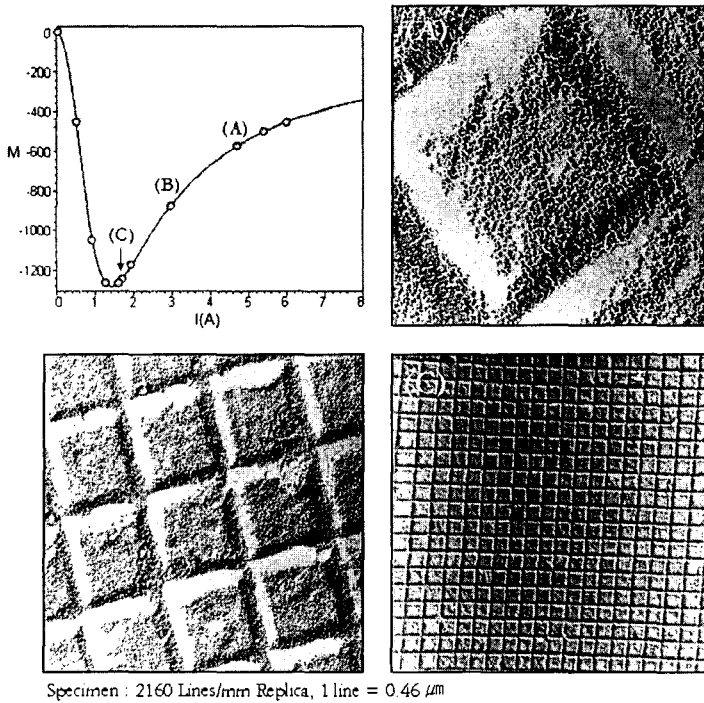 0
-200
-400
-600
-800
-1000
-1200
M
(A)
(B)
(C)
0 1 2 3 4 5 6 7 8
I(A)
(A)
(C)
Specimen : 2160 Lines/mm Replica, 1 line = 0.46 μm